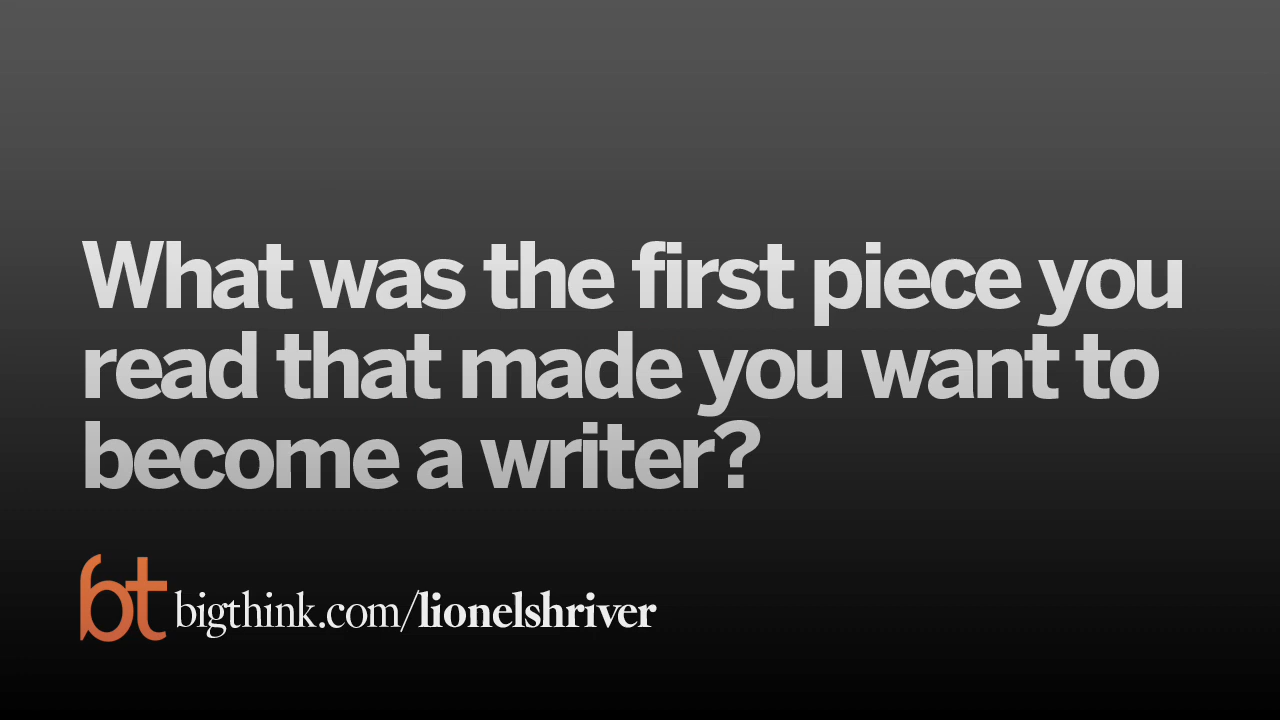 What was the first piece you
read that made you want to
become a writer?
bt bigthink.com/lionelshriver